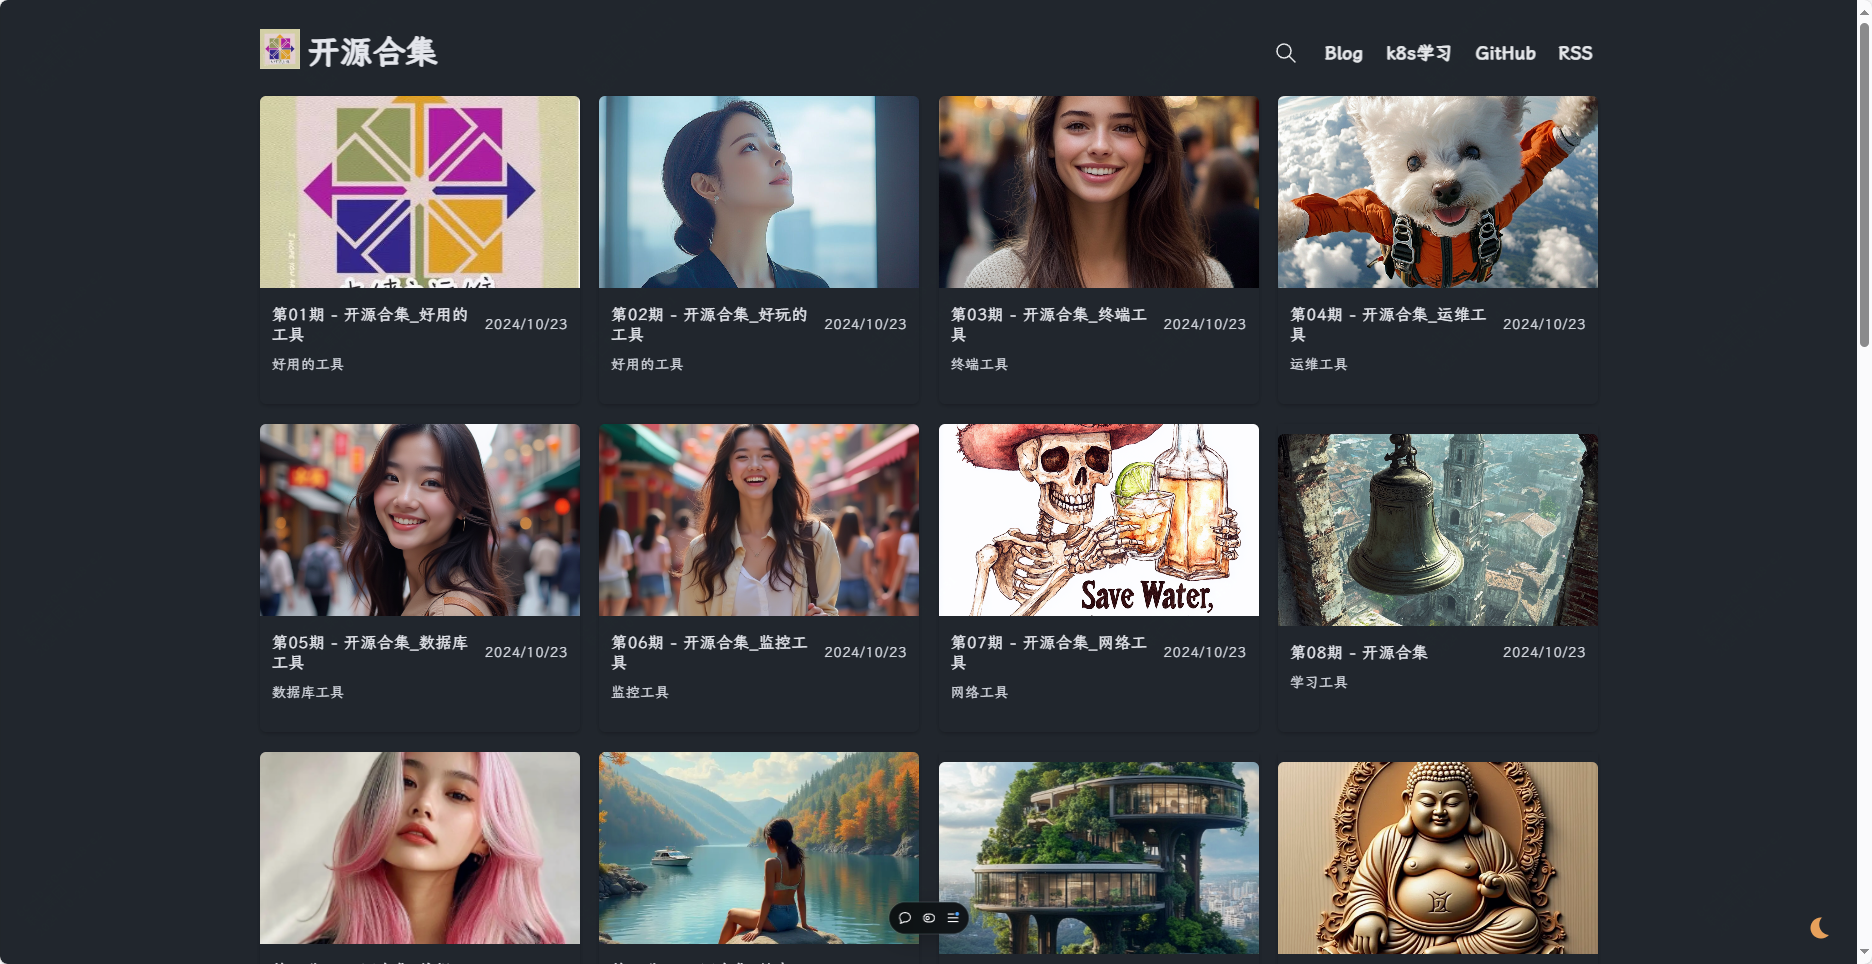 开源合集
Blog k8s学习 GitHub RSS
第01期 - 开源合集_好用的
工具
2024/10/23
好用的工具
第02期 - 开源合集_好玩的
工具
2024/10/23
好用的工具
第03期 - 开源合集_终端工
具
2024/10/23
终端工具
第04期 - 开源合集_运维工
具
2024/10/23
运维工具
第05期 - 开源合集_数据库
工具
2024/10/23
数据库工具
第06期 - 开源合集_监控工
具
2024/10/23
监控工具
Save Water,
第07期 - 开源合集_网络工
具
2024/10/23
网络工具
第08期 - 开源合集
2024/10/23
学习工具